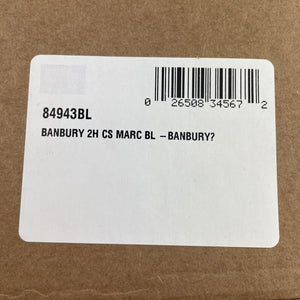 0 26508 34567 2
84943BL
BANBURY 2H CS MARC BL –BANBURY?